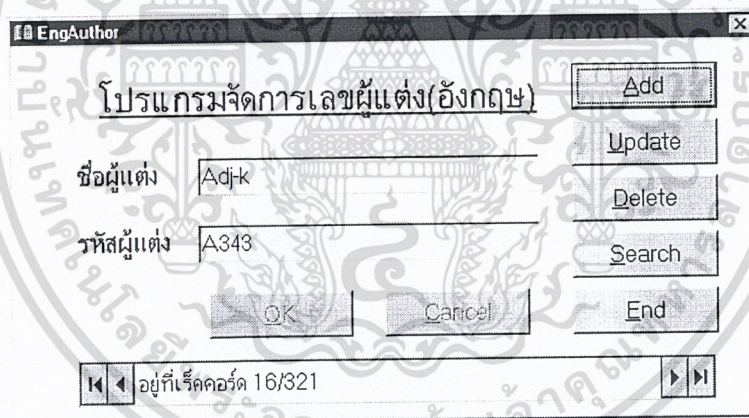 EngAuthor
โปรแกรมจัดการเลขผู้แต่ง(อังกฤษ)
ชื่อผู้แต่ง Adj-k
รหัสผู้แต่ง A343
OK Cancel
Add
Update
Delete
Search
End
อยู่ที่เร็คคอร์ด 16/321